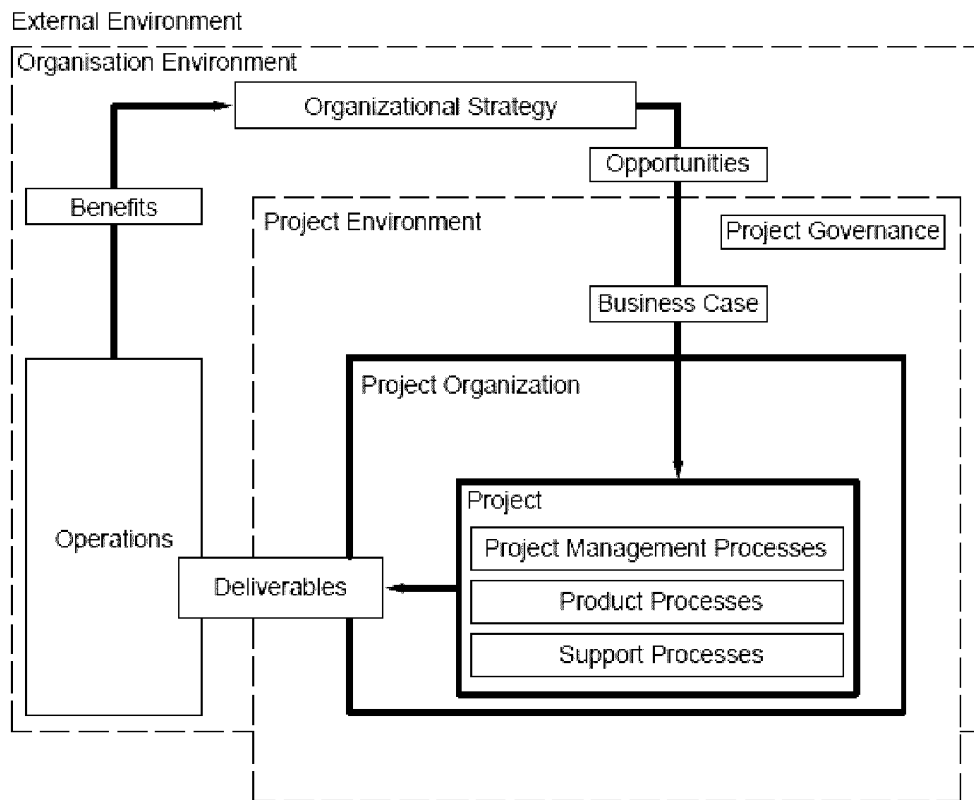 External Environment
Organisation Environment
Organizational Strategy
Opportunities
Benefits
Project Environment
Project Governance
Business Case
Project Organization
Project
Operations
Project Management Processes
Deliverables
Product Processes
Support Processes